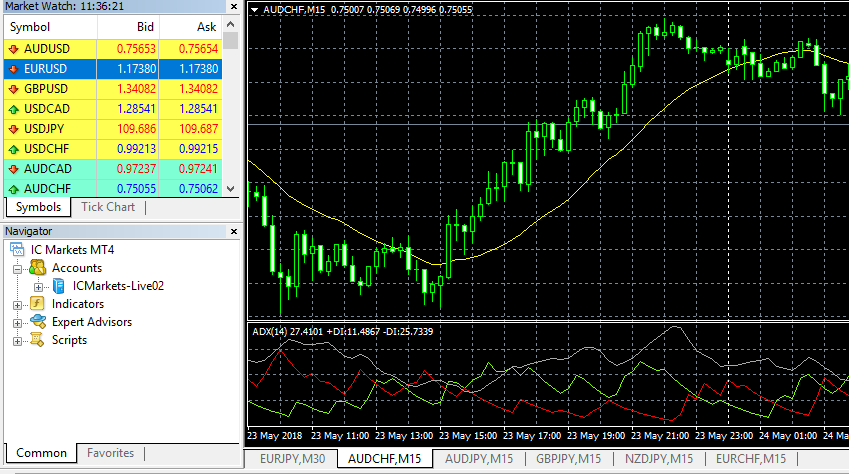 Market Watch: 11:36:21
Symbol Bid Ask
AUDUSD 0.75653 0.75654
EURUSD 1.17380 1.17380
GBPUSD 1.34082 1.34082
USDCAD 1.28541 1.28541
USDJPY 109.686 109.687
USDCHF 0.99213 0.99215
AUDCAD 0.97237 0.97241
AUDCHF 0.75055 0.75062
Symbols Tick Chart
Navigator
IC Markets MT4
Accounts
ICMarkets-Live02
Indicators
Expert Advisors
Scripts
Common Favorites
AUDCHF,M15 0.75007 0.75069 0.74996 0.75055
ADX(14) 27.4101 +DI:11.4867 -DI:25.7339
23 May 2018 23 May 11:00 23 May 13:00 23 May 15:00 23 May 17:00 23 May 19:00 23 May 21:00 23 May 23:00 24 May 01:00 24 Ma
EURJPY,M30 AUDCHF,M15 AUDJPY,M15 GBPJPY,M15 NZDJPY,M15 EURCHF,M15